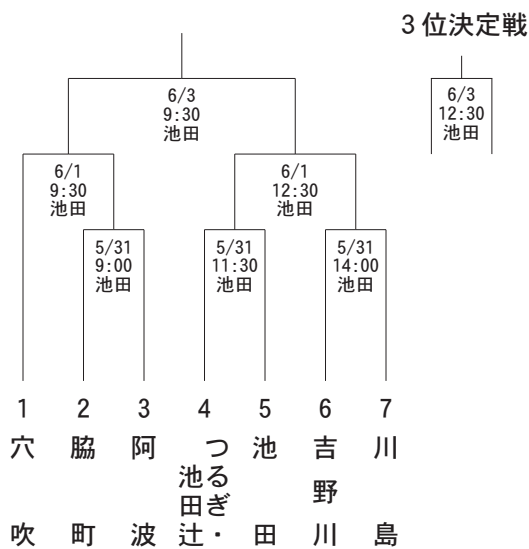 3位決定戦
6/3
9:30
池田
6/3
12:30
池田
6/1
9:30
池田
6/1
12:30
池田
5/31
9:00
池田
5/31
11:30
池田
5/31
14:00
池田
1 2 3 4 5 6 7
穴吹
脇町
阿波
つるぎ・
池田辻
池田
吉野川
川島